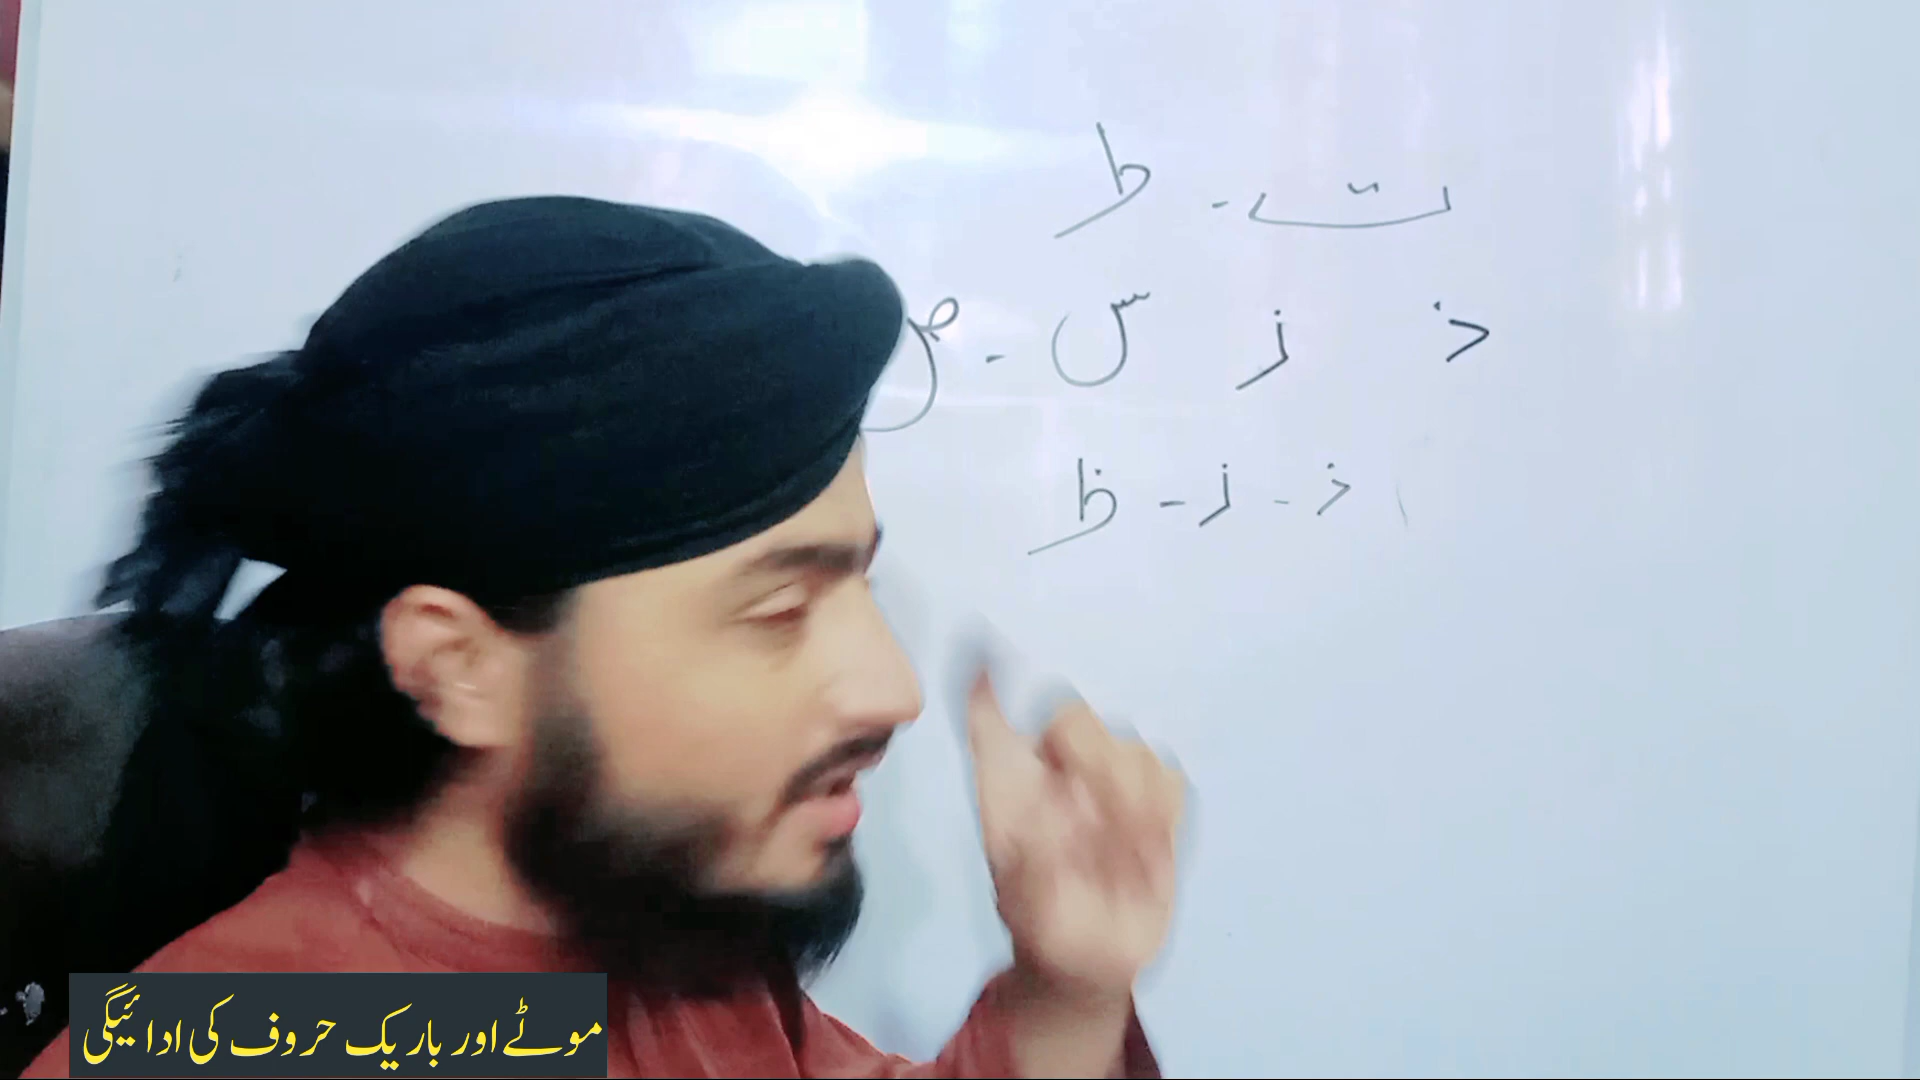 ت - ط
ذ ز س - ص
ذ - ز - ظ
موٹے اور باریک حروف کی ادائیگی